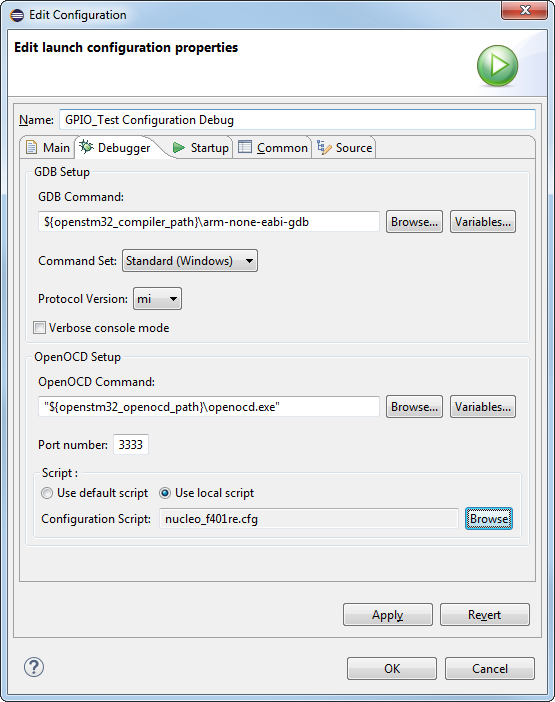 Edit Configuration
Edit launch configuration properties
Name: GPIO_Test Configuration Debug
Main Debugger Startup Common Source
GDB Setup
GDB Command:
${openstm32_compiler_path}\arm-none-eabi-gdb Browse... Variables...
Command Set: Standard (Windows)
Protocol Version: mi
Verbose console mode
OpenOCD Setup
OpenOCD Command:
"${openstm32_openocd_path}\openocd.exe" Browse... Variables...
Port number: 3333
Script :
Use default script Use local script
Configuration Script: nucleo_f401re.cfg Browse
Apply Revert
? OK Cancel